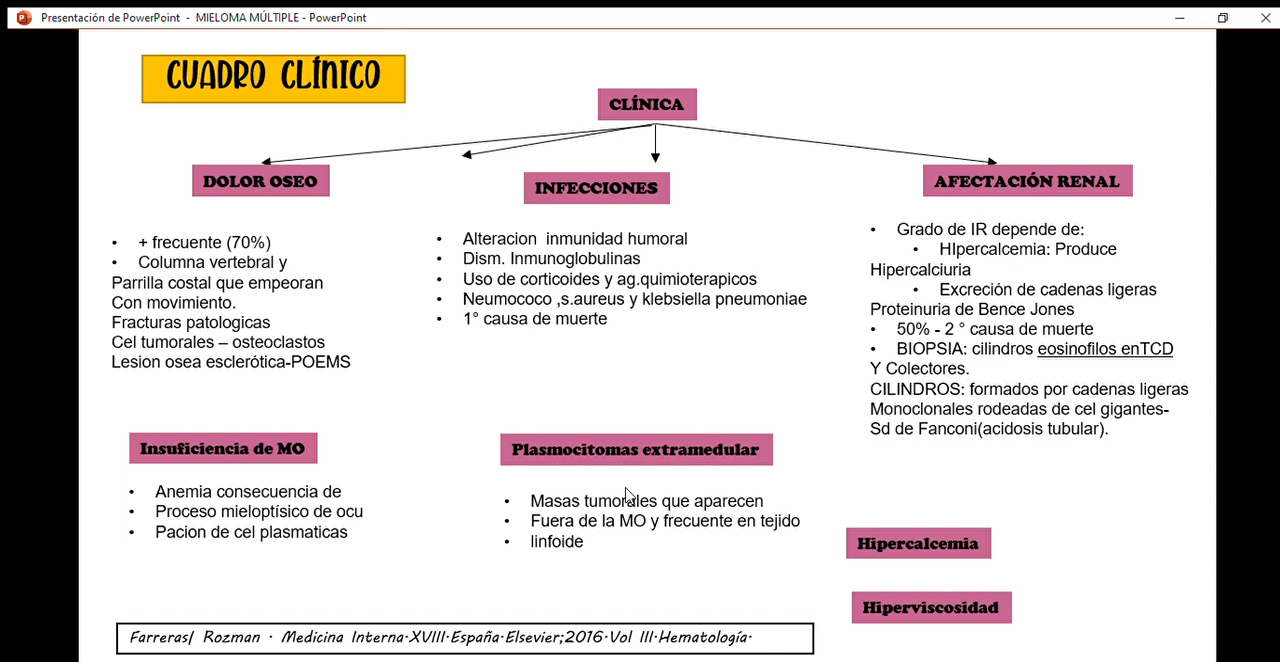 Presentación de PowerPoint - MIELOMA MÚLTIPLE - PowerPoint
CUADRO CLÍNICO
CLÍNICA
DOLOR OSEO
+ frecuente (70%)
Columna vertebral y
Parrilla costal que empeoran
Con movimiento.
Fracturas patologicas
Cel tumorales – osteoclastos
Lesion osea esclerótica-POEMS
INFECCIONES
Alteracion inmunidad humoral
Dism. Inmunoglobulinas
Uso de corticoides y ag.quimioterapicos
Neumococo ,s.aureus y klebsiella pneumoniae
1° causa de muerte
AFECTACIÓN RENAL
Grado de IR depende de:
HIpercalcemia: Produce
Hipercalciuria
Excreción de cadenas ligeras
Proteinuria de Bence Jones
50% - 2 ° causa de muerte
BIOPSIA: cilindros eosinofilos enTCD
Y Colectores.
CILINDROS: formados por cadenas ligeras
Monoclonales rodeadas de cel gigantes-
Sd de Fanconi(acidosis tubular).
Insuficiencia de MO
Anemia consecuencia de
Proceso mieloptísico de ocu
Pacion de cel plasmaticas
Plasmocitomas extramedular
Masas tumorales que aparecen
Fuera de la MO y frecuente en tejido
linfoide
Hipercalcemia
Hiperviscosidad
Farreras/ Rozman . Medicina Interna.XVIII.España.Elsevier;2016.Vol III.Hematología.